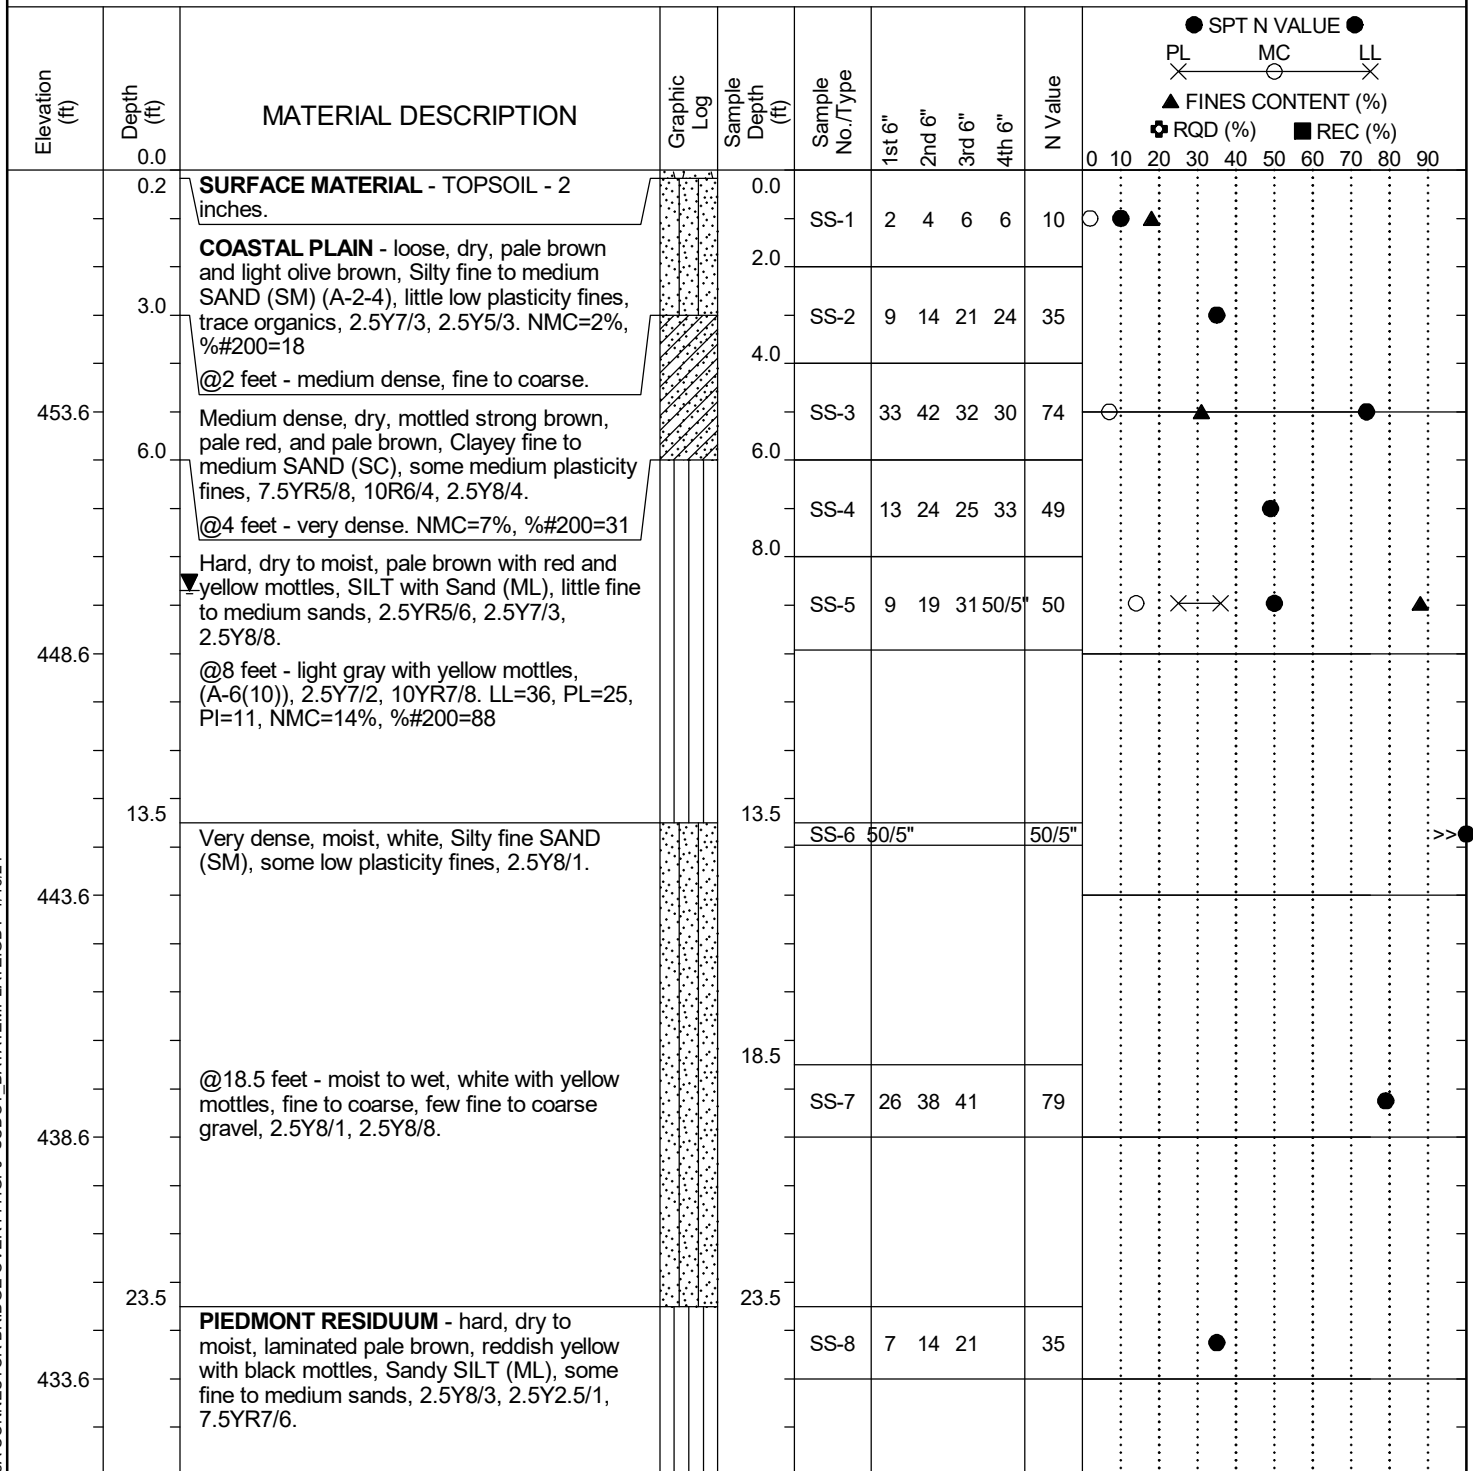 ● SPT N VALUE ●
PL MC LL
▲ FINES CONTENT (%)
RQD (%) ■ REC (%)
0 10 20 30 40 50 60 70 80 90
Elevation
(ft)
Depth
(ft)
0.0
MATERIAL DESCRIPTION
Graphic
Log
Sample
Depth
(ft)
Sample
No./Type
1st 6"
2nd 6"
3rd 6"
4th 6"
N Value
0.2
SURFACE MATERIAL - TOPSOIL - 2
inches.
0.0
SS-1 2 4 6 6 10
COASTAL PLAIN - loose, dry, pale brown
and light olive brown, Silty fine to medium
SAND (SM) (A-2-4), little low plasticity fines,
trace organics, 2.5Y7/3, 2.5Y5/3. NMC=2%,
%#200=18
@2 feet - medium dense, fine to coarse.
2.0
3.0
SS-2 9 14 21 24 35
4.0
453.6
Medium dense, dry, mottled strong brown,
pale red, and pale brown, Clayey fine to
medium SAND (SC), some medium plasticity
fines, 7.5YR5/8, 10R6/4, 2.5Y8/4.
@4 feet - very dense. NMC=7%, %#200=31
SS-3 33 42 32 30 74
6.0
6.0
SS-4 13 24 25 33 49
8.0
Hard, dry to moist, pale brown with red and
yellow mottles, SILT with Sand (ML), little fine
to medium sands, 2.5YR5/6, 2.5Y7/3,
2.5Y8/8.
SS-5 9 19 31 50/5" 50
448.6
@8 feet - light gray with yellow mottles,
(A-6(10)), 2.5Y7/2, 10YR7/8. LL=36, PL=25,
PI=11, NMC=14%, %#200=88
13.5
13.5
Very dense, moist, white, Silty fine SAND
(SM), some low plasticity fines, 2.5Y8/1.
SS-6 50/5" 50/5" >>
443.6
18.5
@18.5 feet - moist to wet, white with yellow
mottles, fine to coarse, few fine to coarse
gravel, 2.5Y8/1, 2.5Y8/8.
SS-7 26 38 41 79
438.6
23.5
23.5
PIEDMONT RESIDUUM - hard, dry to
moist, laminated pale brown, reddish yellow
with black mottles, Sandy SILT (ML), some
fine to medium sands, 2.5Y8/3, 2.5Y2.5/1,
7.5YR7/6.
SS-8 7 14 21 35
433.6